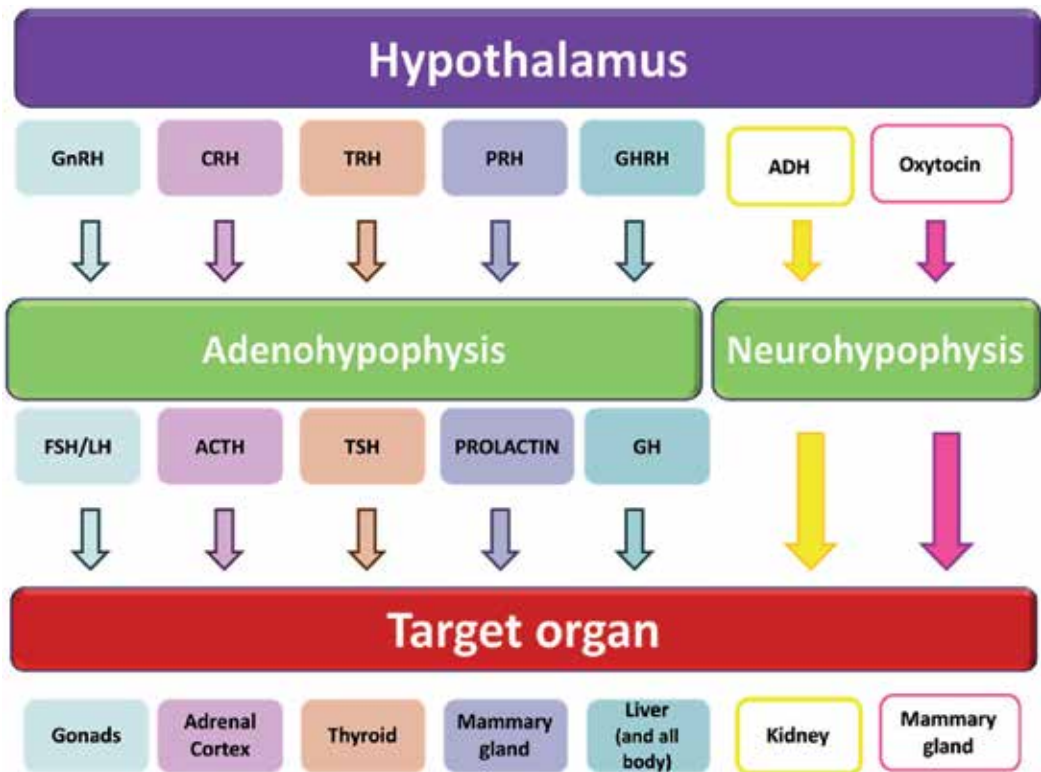 Hypothalamus
GnRH
CRH
TRH
PRH
GHRH
ADH
Oxytocin
Adenohypophysis
Neurohypophysis
FSH/LH
ACTH
TSH
PROLACTIN
GH
Target organ
Gonads
Adrenal
Cortex
Thyroid
Mammary
gland
Liver
(and all
body)
Kidney
Mammary
gland